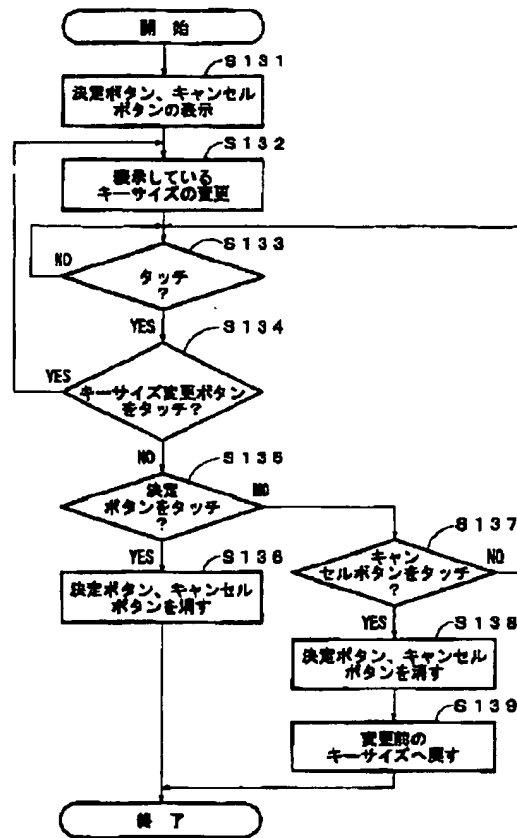 開 始
S131
決定ボタン、キャンセル
ボタンの表示
S132
表示している
キーサイズの変更
S133
NO
タッチ
?
YES
S134
YES
キーサイズ変更ボタン
をタッチ?
NO
S135
決定
ボタンをタッチ
?
NO
YES
S136
決定ボタン、キャンセル
ボタンを消す
S137
キャン
セルボタンをタッチ
?
NO
YES
S138
決定ボタン、キャンセル
ボタンを消す
S139
変更前の
キーサイズへ戻す
終 了